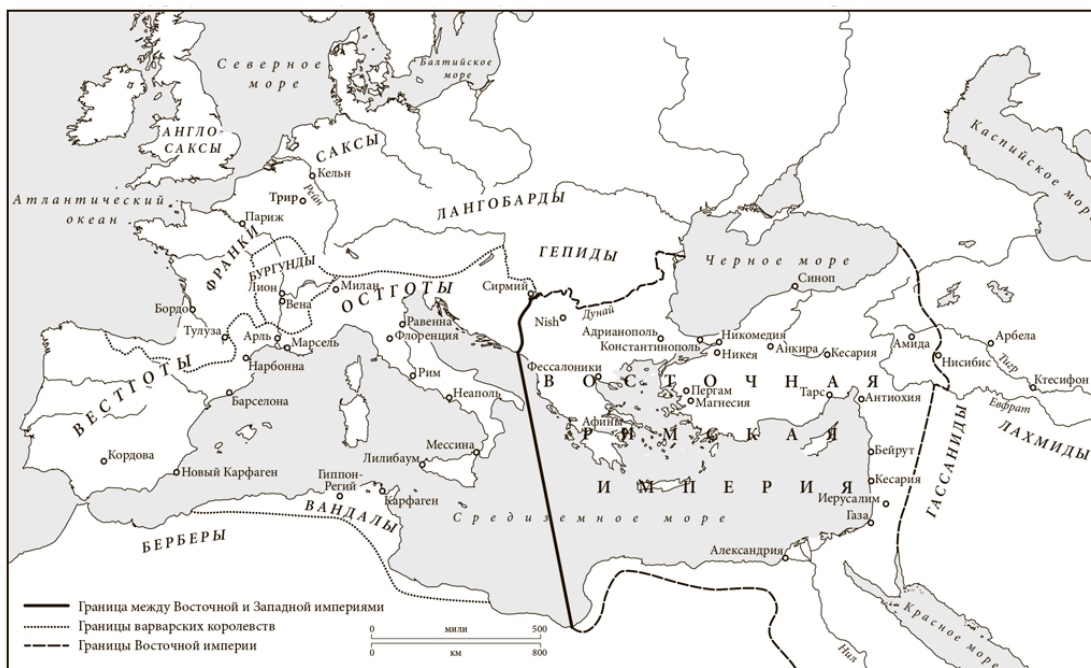 Северное
море
Балтийское
море
АНГЛО-
САКСЫ
САКСЫ
Кельн
Рейн
Трир
Атлантический
океан
Париж
ФРАНКИ
БУРГУНДЫ
Лион
Вена
Бордо
Тулуза
Арль
Марсель
Нарбонна
Барселона
ВЕСТГОТЫ
Кордова
Новый Карфаген
ЛАНГОБАРДЫ
ГЕПИДЫ
Милан
ОСТГОТЫ
Сирмий
Равенна
Флоренция
Рим
Неаполь
Мессина
Лилибаум
Гиппон-
Регий
Карфаген
ВАНДАЛЫ
БЕРБЕРЫ
Средиземное море
Каспийское море
Черное море
Синоп
Nish
Дунай
Адрианополь
Константинополь
Никомедия
Никея
Анкира
Кесария
Амида
Нисибис
Арбела
Тигр
Ктесифон
Евфрат
ЛАХМИДЫ
ГАССАНИДЫ
Фессалоники
ВОСТОЧНАЯ
РИМСКАЯ
ИМПЕРИЯ
Пергам
Магнесия
Афины
Тарс
Антиохия
Бейрут
Кесария
Иерусалим
Газа
Александрия
Нил
Красное море
Граница между Восточной и Западной империями
Границы варварских королевств
Границы Восточной империи
0 мили 500
0 км 800